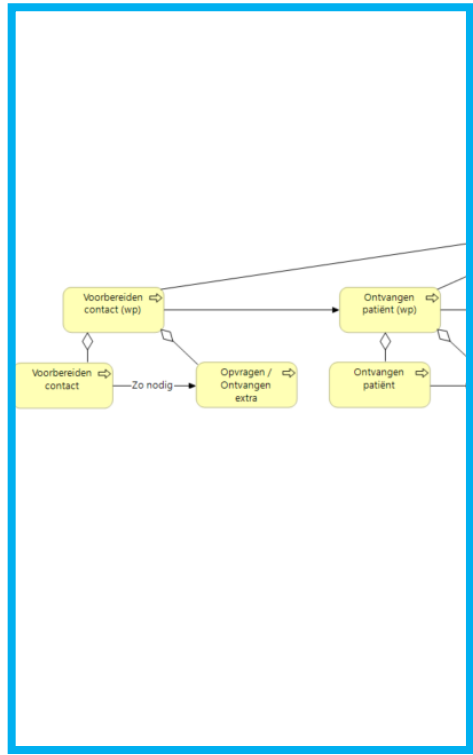 Voorbereiden
contact (wp)
Ontvangen
patiënt (wp)
Voorbereiden
contact
Zo nodig
Opvragen /
Ontvangen
extra
Ontvangen
patiënt